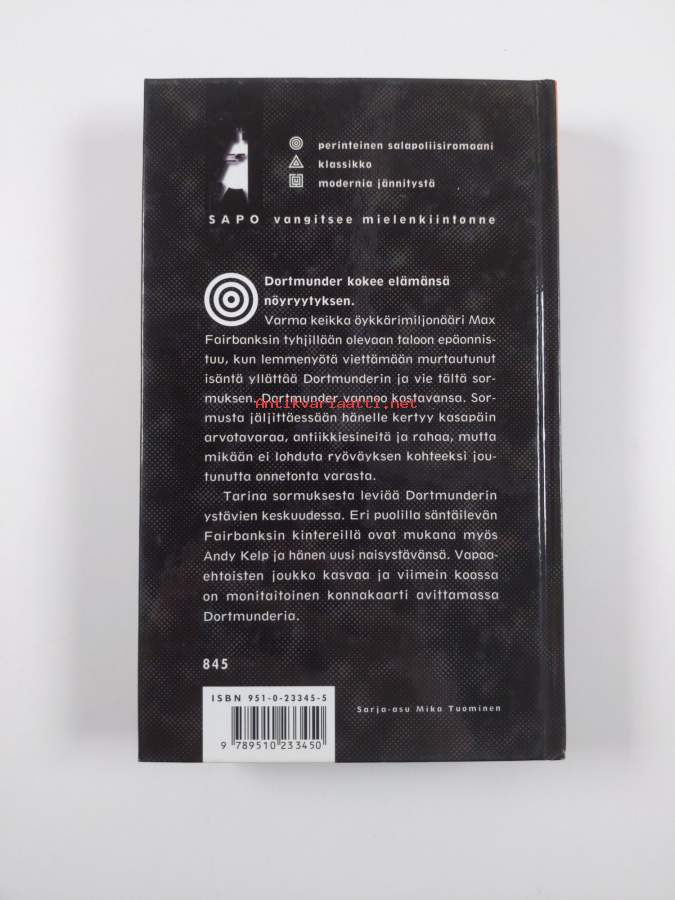 perinteinen salapoliisiromaani
klassikko
modernia jännitystä
SAPO vangitsee mielenkiintonne
Dortmunder kokee elämänsä
nöyryytyksen.
Varma keikka öykkärimiljonääri Max
Fairbanksin tyhjillään olevaan taloon epäonnis-
tuu, kun lemmenyötä viettämään murtautunut
isäntä yllättää Dortmunderin ja vie tältä sor-
muksen. Dortmunder vannoo kostavansa. Sor-
Antikvariaatti.net
musta jäljittäessään hänelle kertyy kasapäin
arvotavaraa, antiikkiesineitä ja rahaa, mutta
mikään ei lohduta ryöväyksen kohteeksi jou-
tunutta onnetonta varasta.
Tarina sormuksesta leviää Dortmunderin
ystävien keskuudessa. Eri puolilla säntäilevän
Fairbanksin kintereillä ovat mukana myös
Andy Kelp ja hänen uusi naisystävänsä. Vapaa-
ehtoisten joukko kasvaa ja viimein koossa
on monitaitoinen konnakaarti avittamassa
Dortmunderia.
845
ISBN 951-0-23345-5
9 789510 233450
Sarja-asu Mika Tuominen